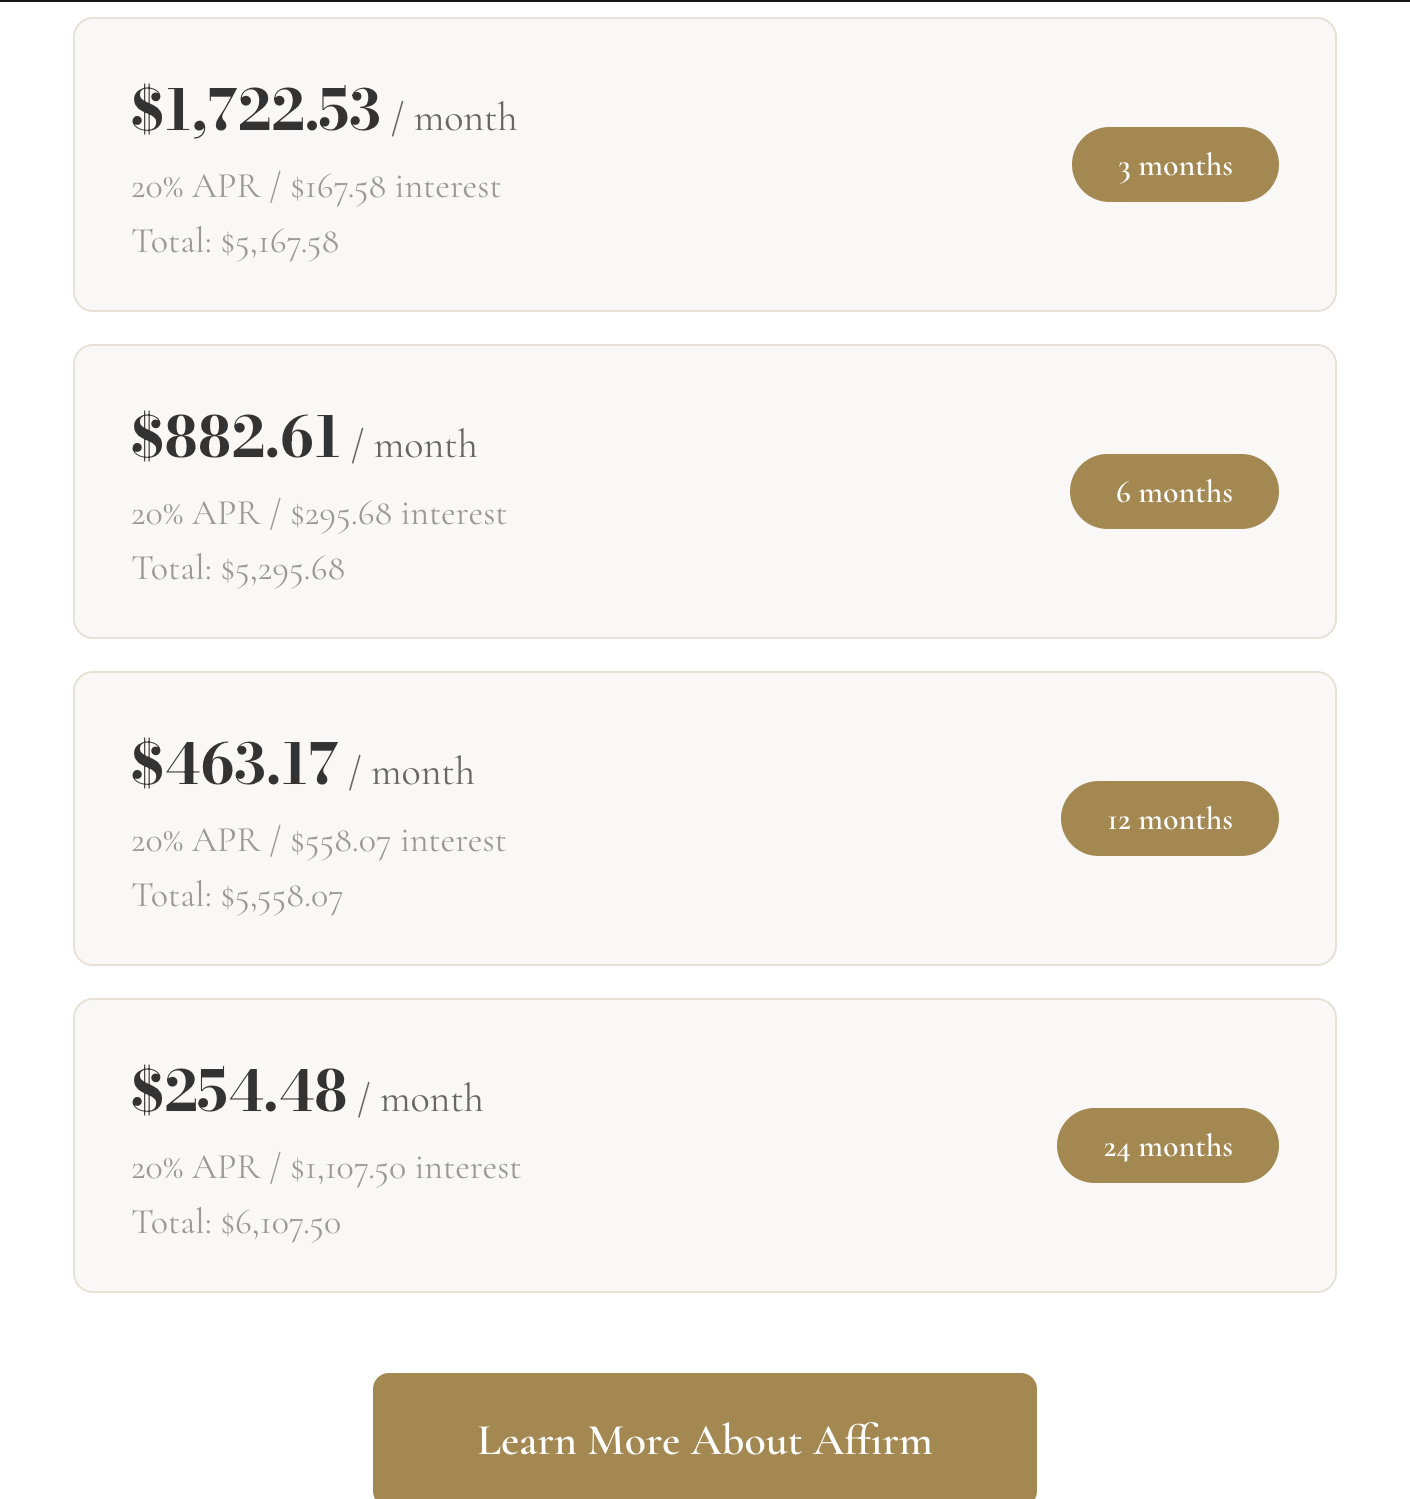 $1,722.53 / month
3 months
20% APR / $167.58 interest
Total: $5,167.58
$882.61 / month
6 months
20% APR / $295.68 interest
Total: $5,295.68
$463.17 / month
12 months
20% APR / $558.07 interest
Total: $5,558.07
$254.48 / month
24 months
20% APR / $1,107.50 interest
Total: $6,107.50
Learn More About Affirm